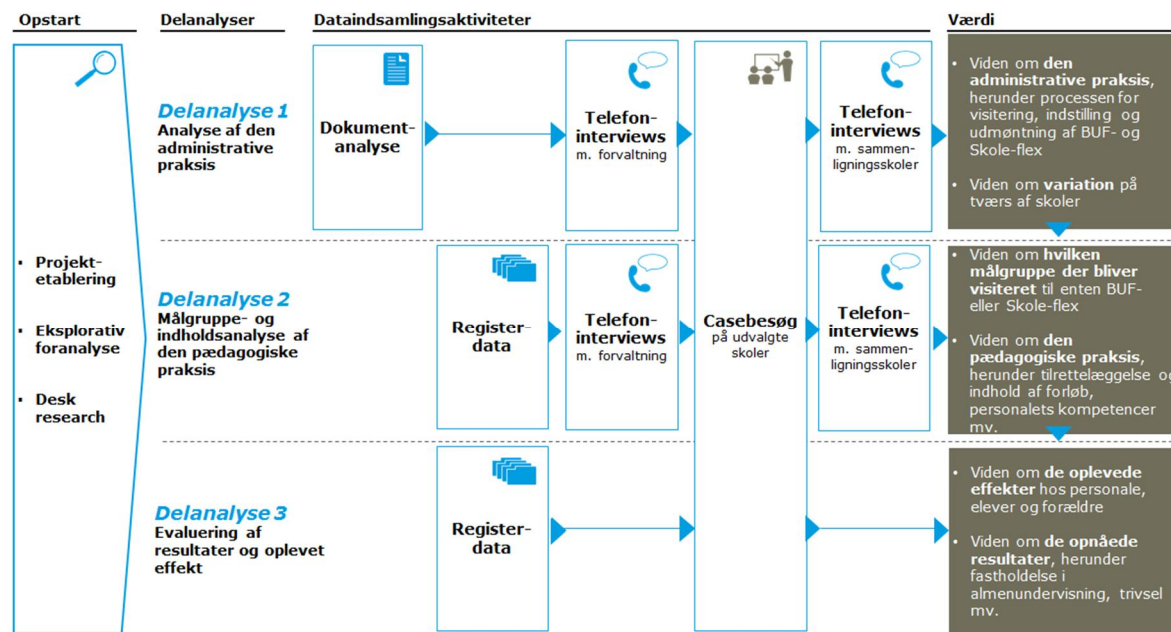 Opstart
Delanalyser
Dataindsamlingsaktiviteter
Værdi
▪ Projekt-
etablering
▪ Eksplorativ
foranalyse
▪ Desk
research
Delanalyse 1
Analyse af den
administrative
praksis
Dokument-
analyse
Telefon-
interviews
m. forvaltning
Telefon-
interviews
m. sammen-
ligningsskoler
• Viden om den
administrative praksis,
herunder processen for
visitering, indstilling og
udmøntning af BUF- og
Skole-flex
• Viden om variation på
tværs af skoler
Delanalyse 2
Målgruppe- og
indholdsanalyse af
den pædagogiske
praksis
Register-
data
Telefon-
interviews
m. forvaltning
Casebesøg
på udvalgte
skoler
Telefon-
interviews
m. sammen-
ligningsskoler
• Viden om hvilken
målgruppe der bliver
visiteret til enten BUF-
eller Skole-flex
• Viden om den
pædagogiske praksis,
herunder tilrettelæggelse og
indhold af forløb,
personalets kompetencer
mv.
Delanalyse 3
Evaluering af
resultater og oplevet
effekt
Register-
data
• Viden om de oplevede
effekter hos personale,
elever og forældre
• Viden om de opnåede
resultater, herunder
fastholdelse i
almenundervisning, trivsel
mv.